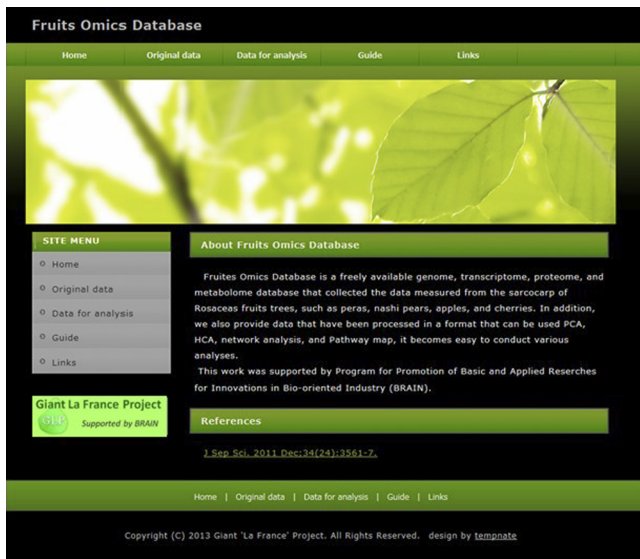 Fruits Omics Database
Home Original data Data for analysis Guide Links
SITE MENU
Home
Original data
Data for analysis
Guide
Links
Giant La France Project
GLP Supported by BRAIN
About Fruits Omics Database
Fruites Omics Database is a freely available genome, transcriptome, proteome, and
metabolome database that collected the data measured from the sarcocarp of
Rosaceas fruits trees, such as peras, nashi pears, apples, and cherries. In addition,
we also provide data that have been processed in a format that can be used PCA,
HCA, network analysis, and Pathway map, it becomes easy to conduct various
analyses.
This work was supported by Program for Promotion of Basic and Applied Reserches
for Innovations in Bio-oriented Industry (BRAIN).
References
J Sep Sci. 2011 Dec;34(24):3561-7.
Home | Original data | Data for analysis | Guide | Links
Copyright (C) 2013 Giant 'La France' Project. All Rights Reserved. design by tempnate